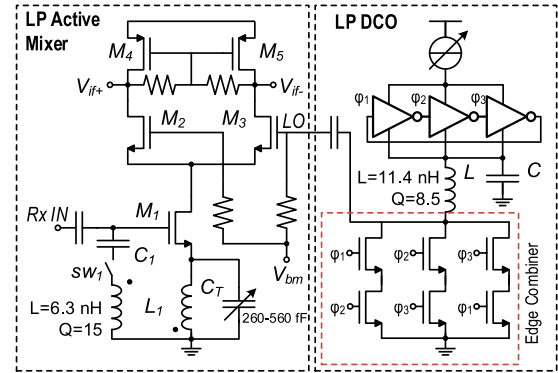 LP Active
Mixer
M4
M5
Vif+
Vif-
M2
M3
LO
Rx IN
M1
C1
sw1
L=6.3 nH
Q=15
L1
CT
260-560 fF
Vbm
LP DCO
φ1
φ2
φ3
L=11.4 nH
Q=8.5
L
C
φ1
φ2
φ3
φ2
φ3
φ1
Edge Combiner